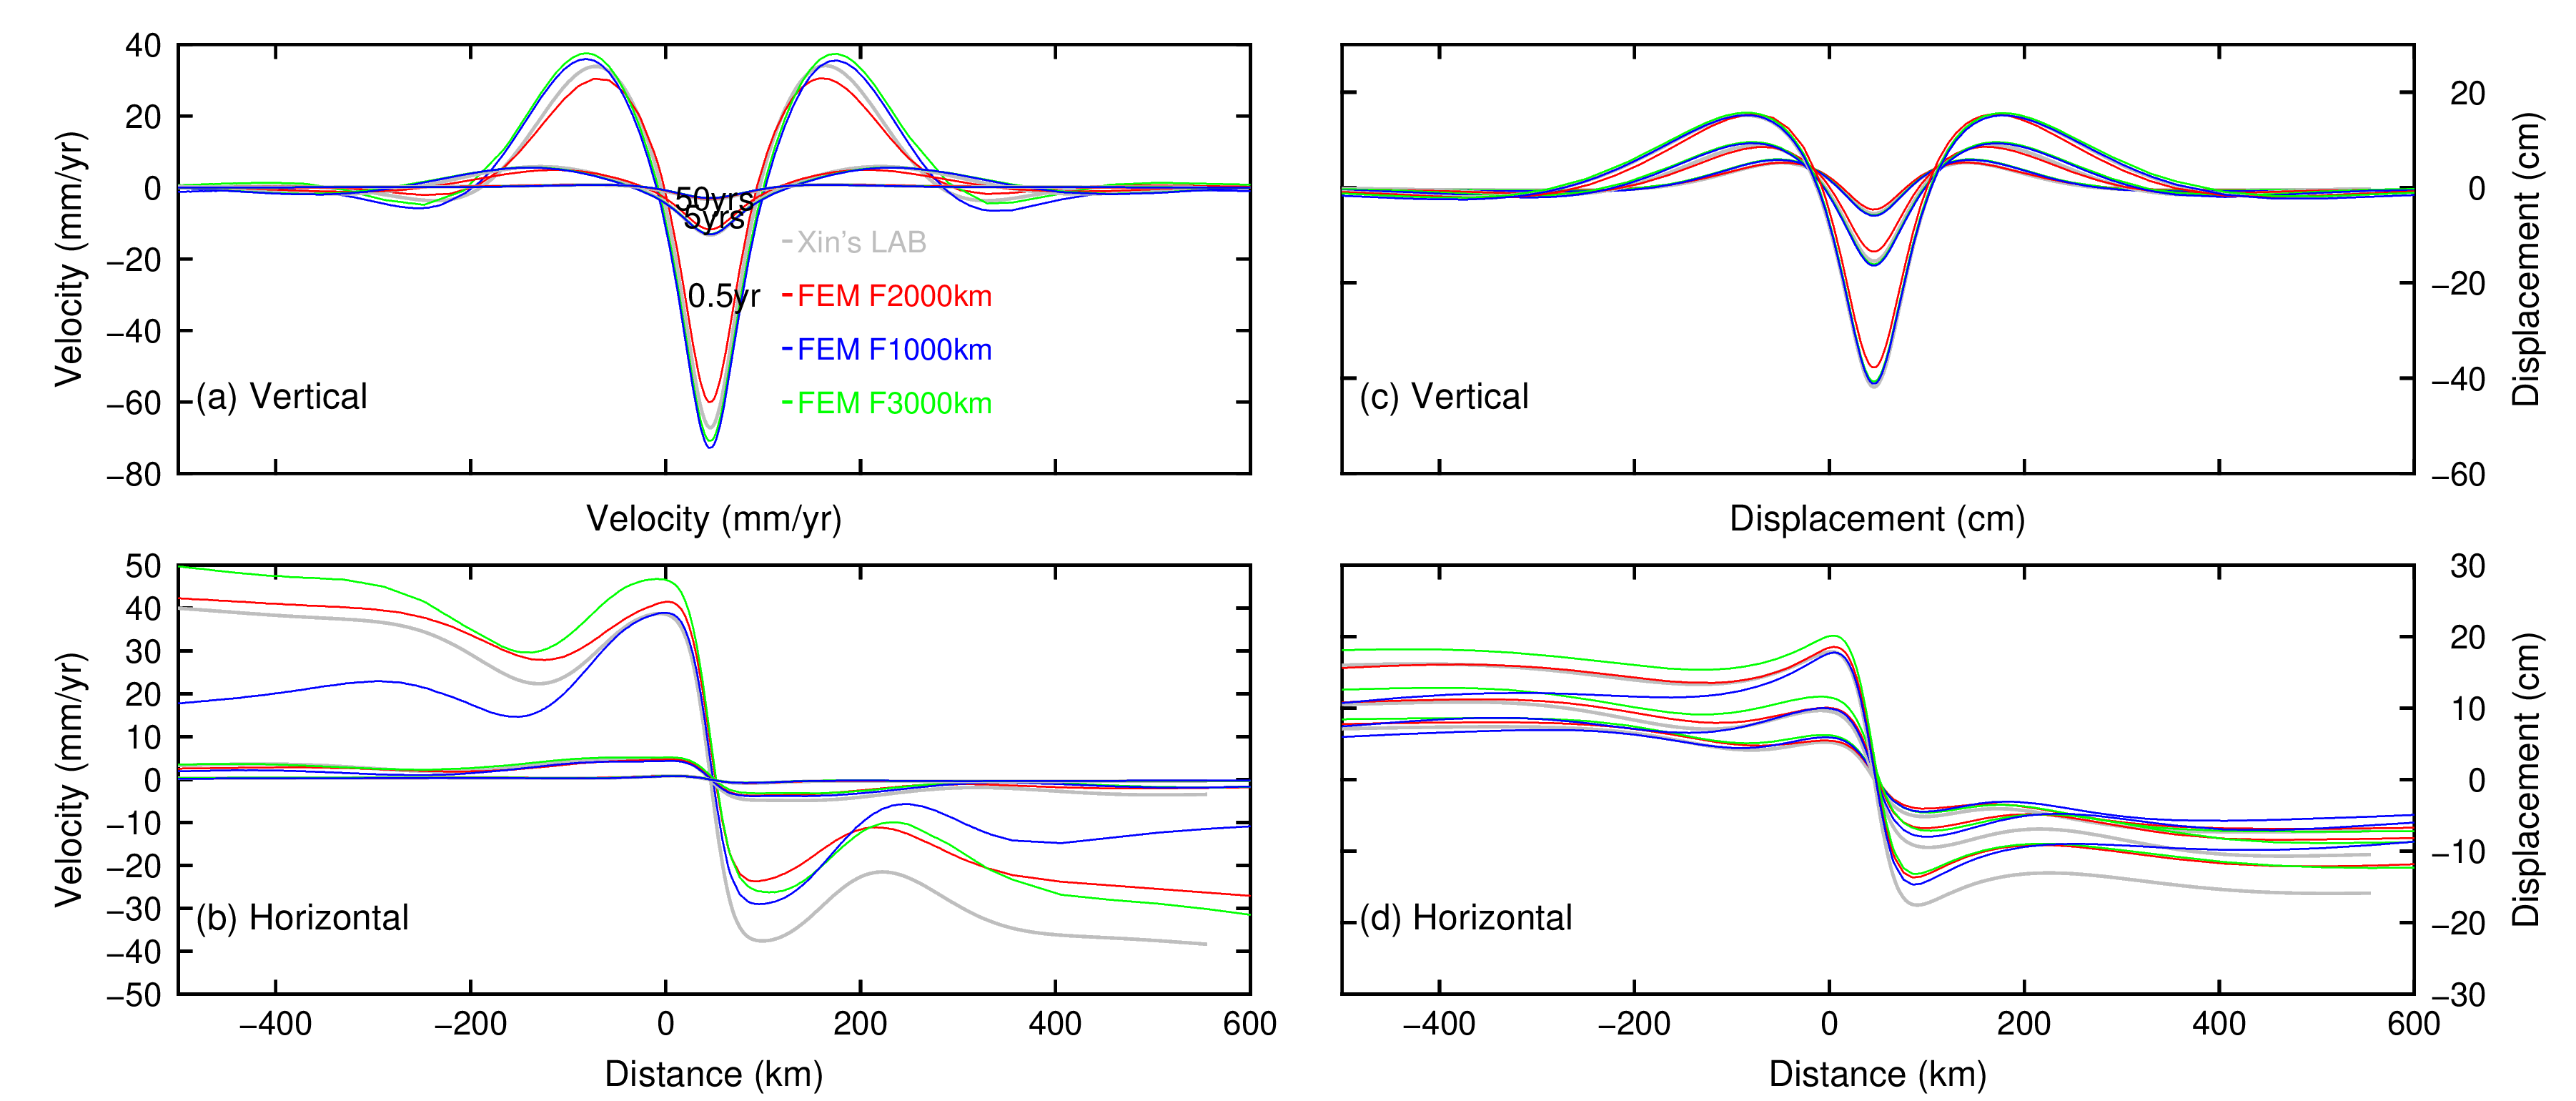 40
20
0
−20
−40
−60
−80
Velocity (mm/yr)
50yrs
5yrs
0.5yr
Xin's LAB
FEM F2000km
FEM F1000km
FEM F3000km
(a) Vertical
Velocity (mm/yr)
20
0
−20
−40
−60
Displacement (cm)
(c) Vertical
Displacement (cm)
50
40
30
20
10
0
−10
−20
−30
−40
−50
Velocity (mm/yr)
(b) Horizontal
−400 −200 0 200 400 600
Distance (km)
30
20
10
0
−10
−20
−30
Displacement (cm)
(d) Horizontal
−400 −200 0 200 400 600
Distance (km)